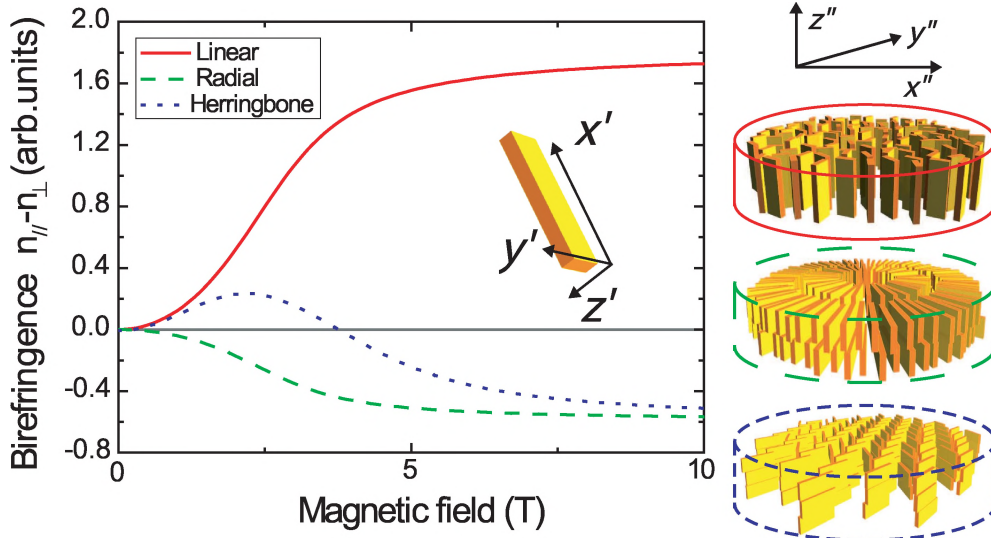 Birefringence n//-n⊥ (arb.units)
2.0
1.6
1.2
0.8
0.4
0.0
-0.4
-0.8
Linear
Radial
Herringbone
x'
y'
z'
0
5
10
Magnetic field (T)
z"
y"
x"